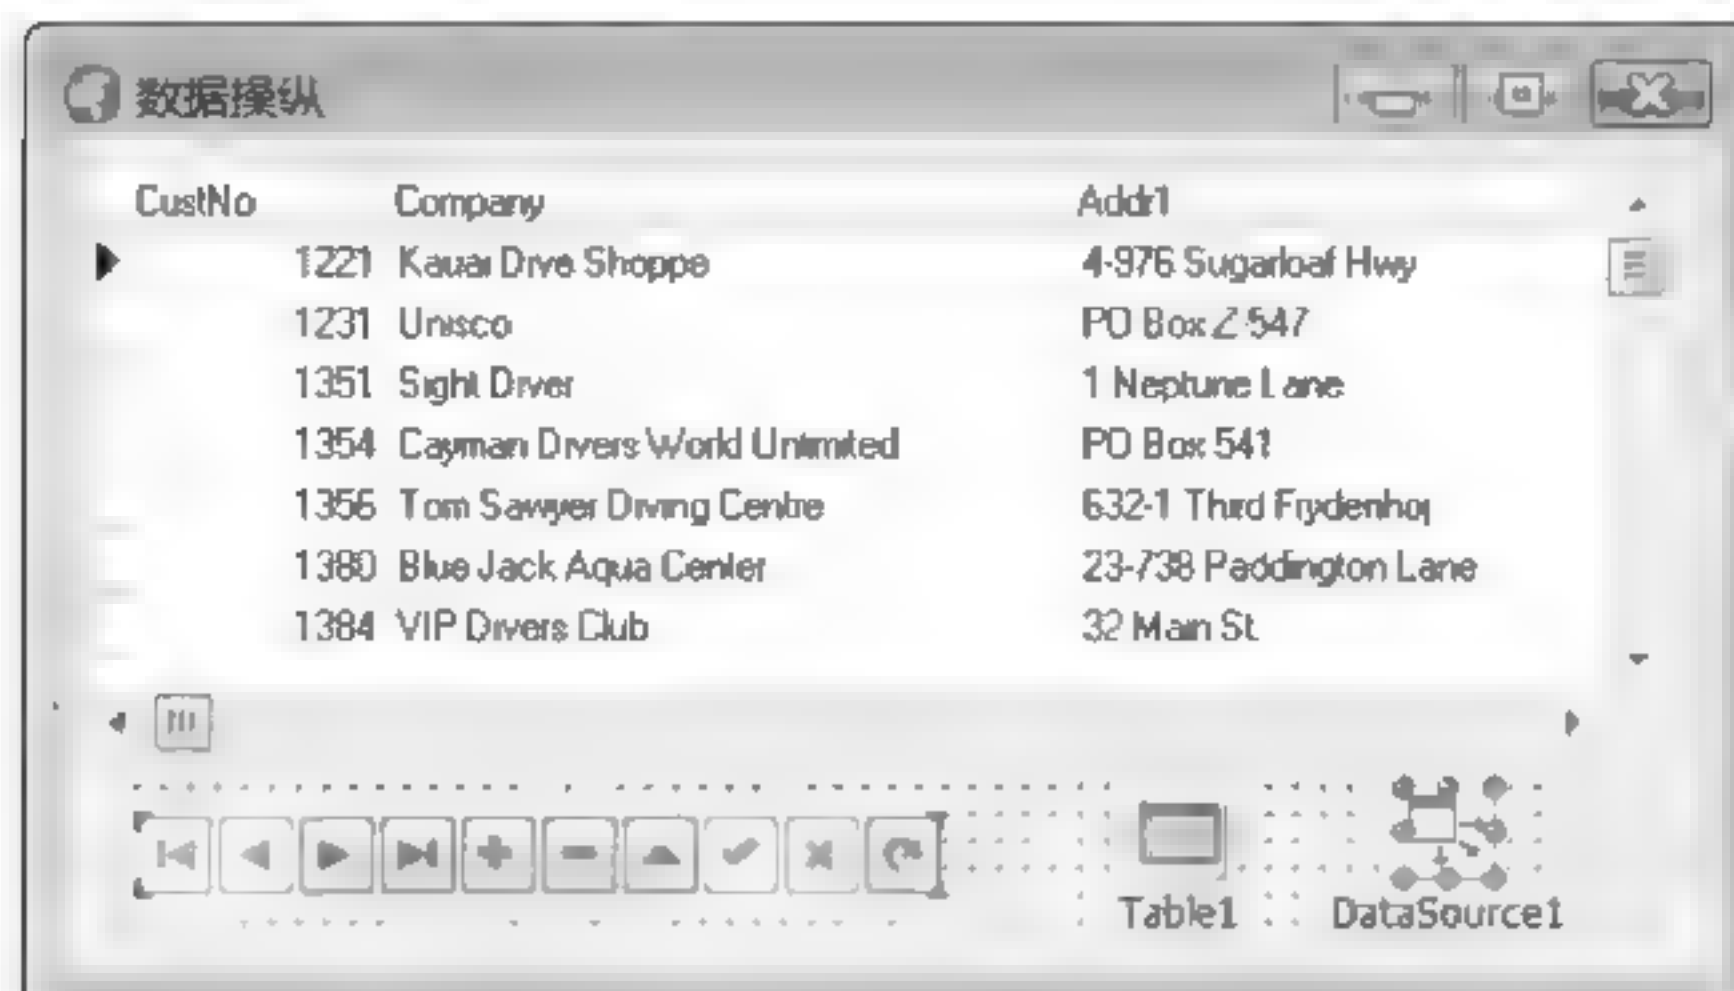 数据操纵
CustNo Company Addr1
1221 Kauai Dive Shoppe 4-976 Sugarloaf Hwy
1231 Unisco PO Box Z-547
1351 Sight Diver 1 Neptune Lane
1354 Cayman Divers World Unlimited PO Box 541
1356 Tom Sawyer Diving Centre 632-1 Third Frydenhoj
1380 Blue Jack Aqua Center 23-738 Paddington Lane
1384 VIP Divers Club 32 Main St.
Table1 DataSource1